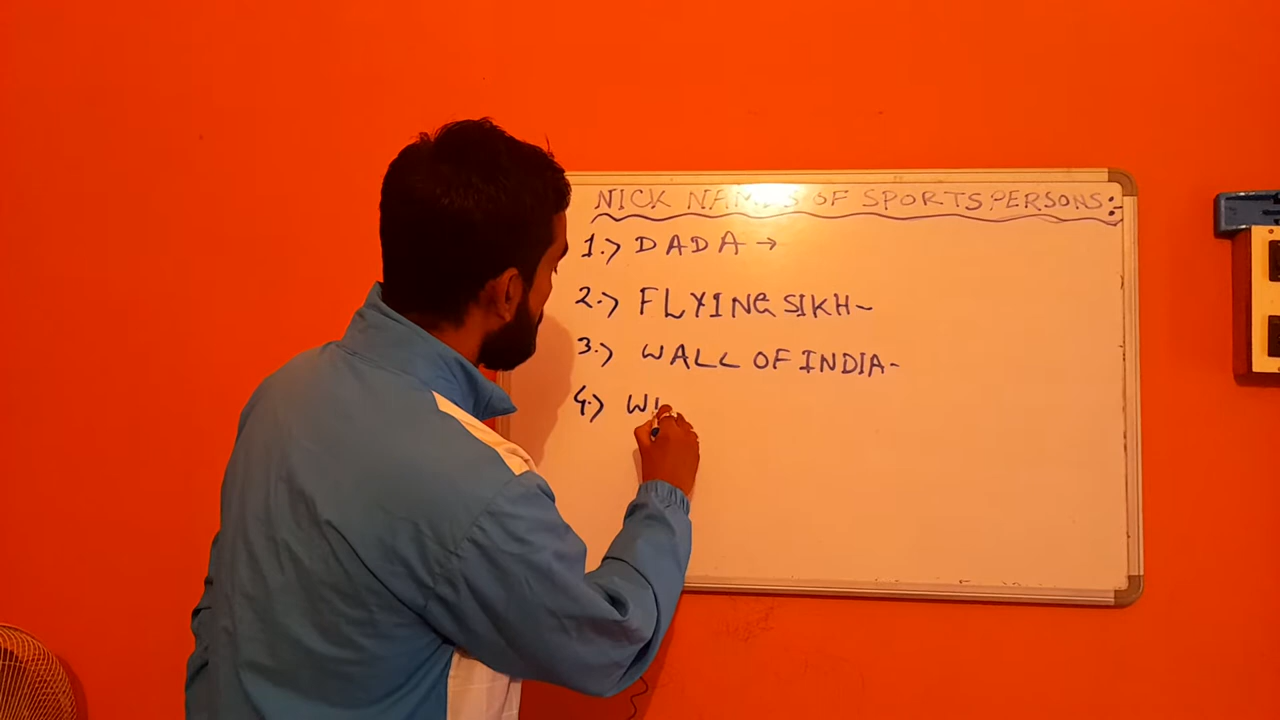 NICK NAMES OF SPORTSPERSONS:
1.) DADA →
2.) FLYING SIKH-
3.) WALL OF INDIA-
4.) W